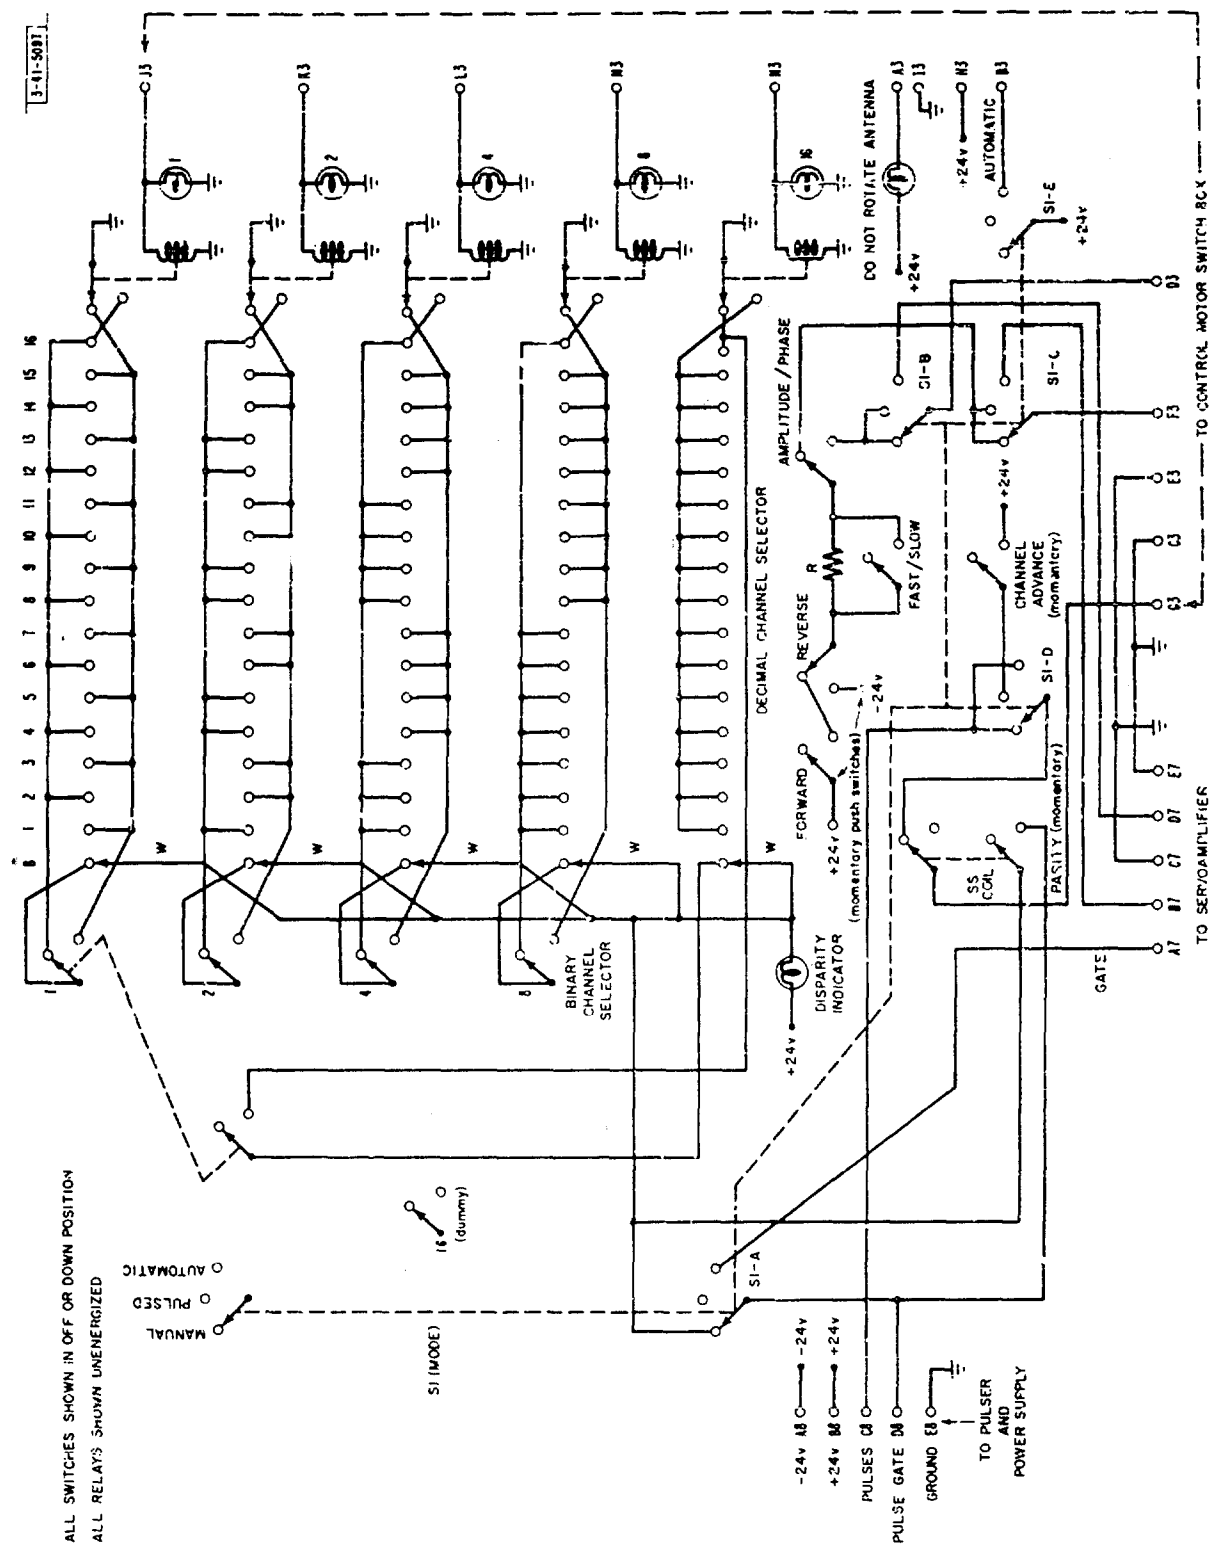 3-41-5097
ALL SWITCHES SHOWN IN OFF OR DOWN POSITION
ALL RELAYS SHOWN UNENERGIZED
1 2 3 4 5 6 7 8 9 10 11 12 13 14 15 16
W
W
W
W
W
1
2
4
8
BINARY
CHANNEL
SELECTOR
1
2
4
8
16
J3
K3
L3
M3
N3
DECIMAL CHANNEL SELECTOR
MANUAL
PULSED
AUTOMATIC
S1 (MODE)
16
(dummy)
S1-A
+24v
DISPARITY
INDICATOR
FORWARD
REVERSE
+24v
-24v
(momentary push switches)
R
FAST/SLOW
AMPLITUDE/PHASE
DO NOT ROTATE ANTENNA
+24v
A3
+24v
AUTOMATIC
B3
S1-E
+24v
S1-B
S1-C
+24v
CHANNEL
ADVANCE
(momentary)
S1-D
SS
COIL
PARITY (momentary)
-24v A8 -24v
+24v B8 +24v
PULSES C8
PULSE GATE D8
GROUND E8
TO PULSER
AND
POWER SUPPLY
GATE
A7
B7
C7
D7
E7
C3
E3
F3
D3
TO SERVOAMPLIFIER
TO CONTROL MOTOR SWITCH BOX